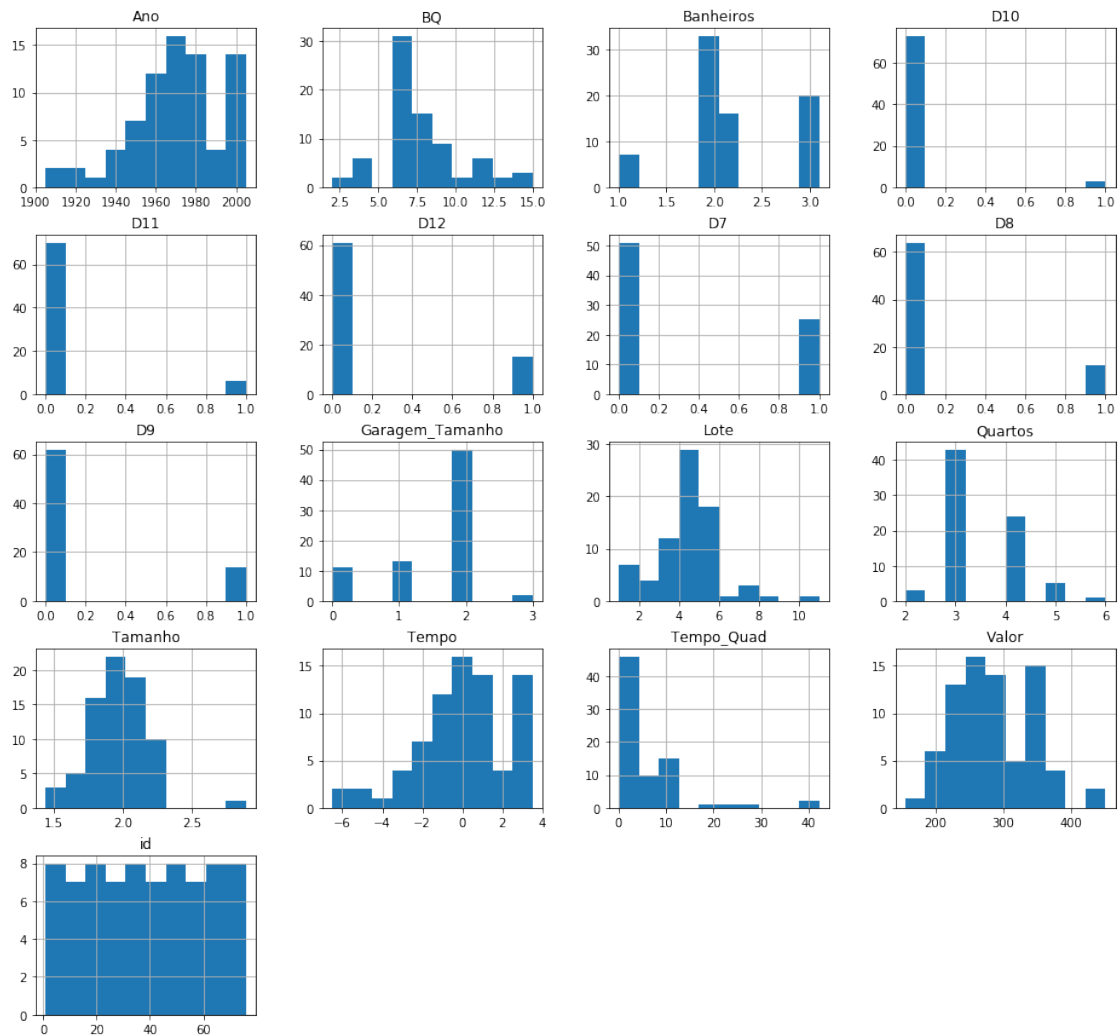 Ano BQ Banheiros D10
15 10 5 0
1900 1920 1940 1960 1980 2000
30 20 10 0
2.5 5.0 7.5 10.0 12.5 15.0
30 20 10 0
1.0 1.5 2.0 2.5 3.0
60 40 20 0
0.0 0.2 0.4 0.6 0.8 1.0
D11 D12 D7 D8
60 40 20 0
0.0 0.2 0.4 0.6 0.8 1.0
60 40 20 0
0.0 0.2 0.4 0.6 0.8 1.0
50 40 30 20 10 0
0.0 0.2 0.4 0.6 0.8 1.0
60 40 20 0
0.0 0.2 0.4 0.6 0.8 1.0
D9 Garagem_Tamanho Lote Quartos
60 40 20 0
0.0 0.2 0.4 0.6 0.8 1.0
50 40 30 20 10 0
0 1 2 3
30 20 10 0
2 4 6 8 10
40 30 20 10 0
2 3 4 5 6
Tamanho Tempo Tempo_Quad Valor
20 15 10 5 0
1.5 2.0 2.5
15 10 5 0
−6 −4 −2 0 2 4
40 30 20 10 0
0 10 20 30 40
15 10 5 0
200 300 400
id
8 6 4 2 0
0 20 40 60